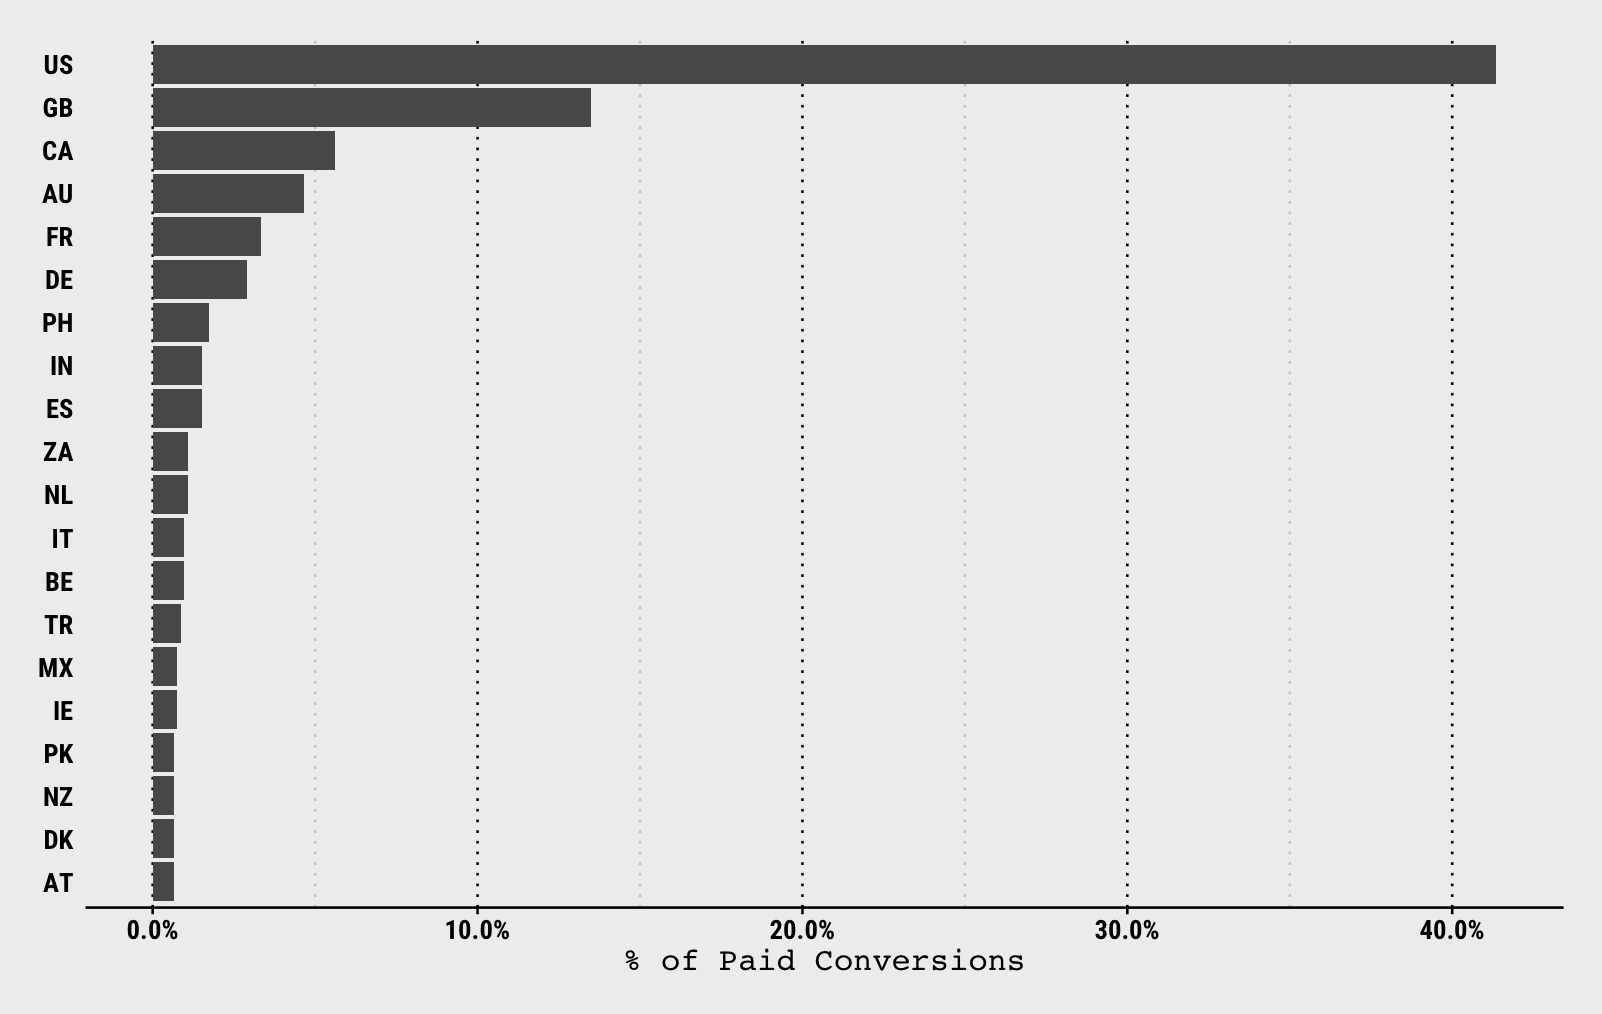 US
GB
CA
AU
FR
DE
PH
IN
ES
ZA
NL
IT
BE
TR
MX
IE
PK
NZ
DK
AT
0.0% 10.0% 20.0% 30.0% 40.0%
% of Paid Conversions